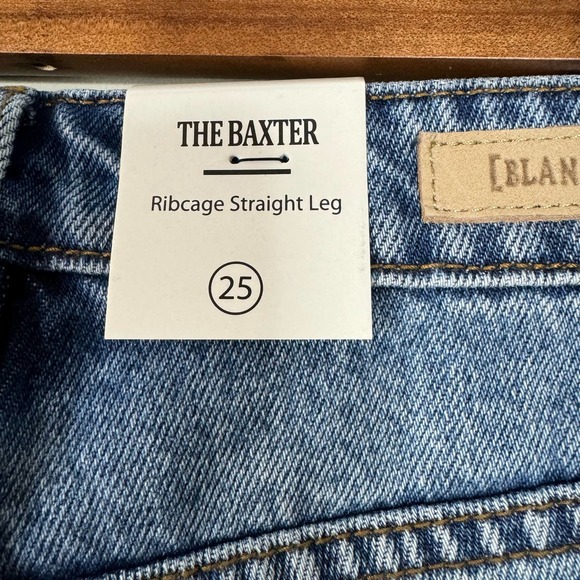 THE BAXTER
Ribcage Straight Leg
25
[BLAN